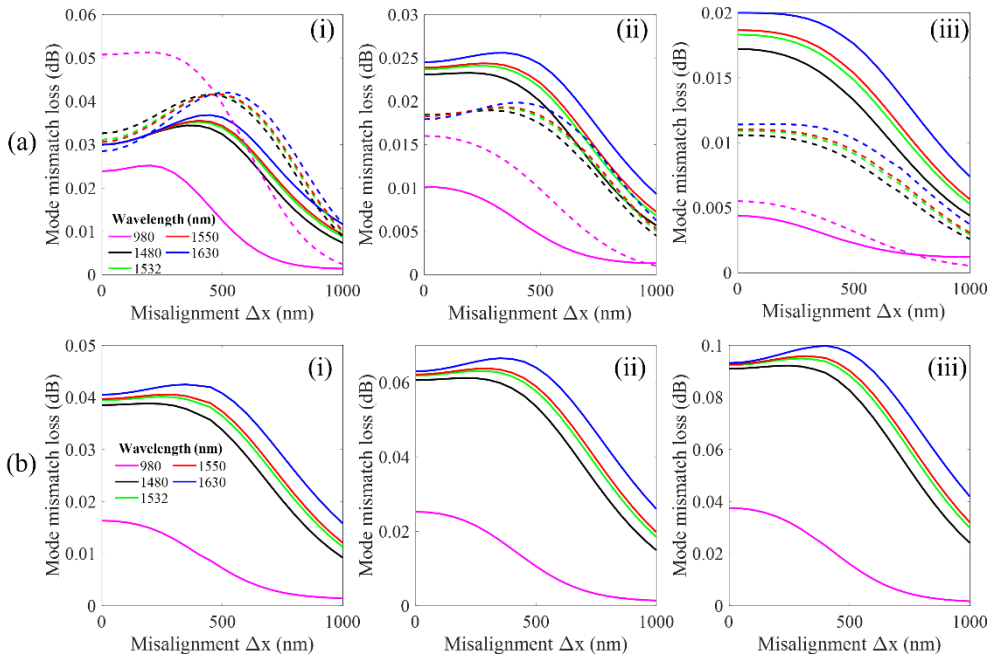 (a)
(i)
Mode mismatch loss (dB)
0.06
0.05
0.04
0.03
0.02
0.01
0
Wavelength (nm)
980
1550
1480
1630
1532
0
500
1000
Misalignment Δx (nm)
(ii)
Mode mismatch loss (dB)
0.03
0.025
0.02
0.015
0.01
0.005
0
0
500
1000
Misalignment Δx (nm)
(iii)
Mode mismatch loss (dB)
0.02
0.015
0.01
0.005
0
0
500
1000
Misalignment Δx (nm)
(b)
(i)
Mode mismatch loss (dB)
0.05
0.04
0.03
0.02
0.01
0
Wavelength (nm)
980
1550
1480
1630
1532
0
500
1000
Misalignment Δx (nm)
(ii)
Mode mismatch loss (dB)
0.06
0.04
0.02
0
0
500
1000
Misalignment Δx (nm)
(iii)
Mode mismatch loss (dB)
0.1
0.08
0.06
0.04
0.02
0
0
500
1000
Misalignment Δx (nm)